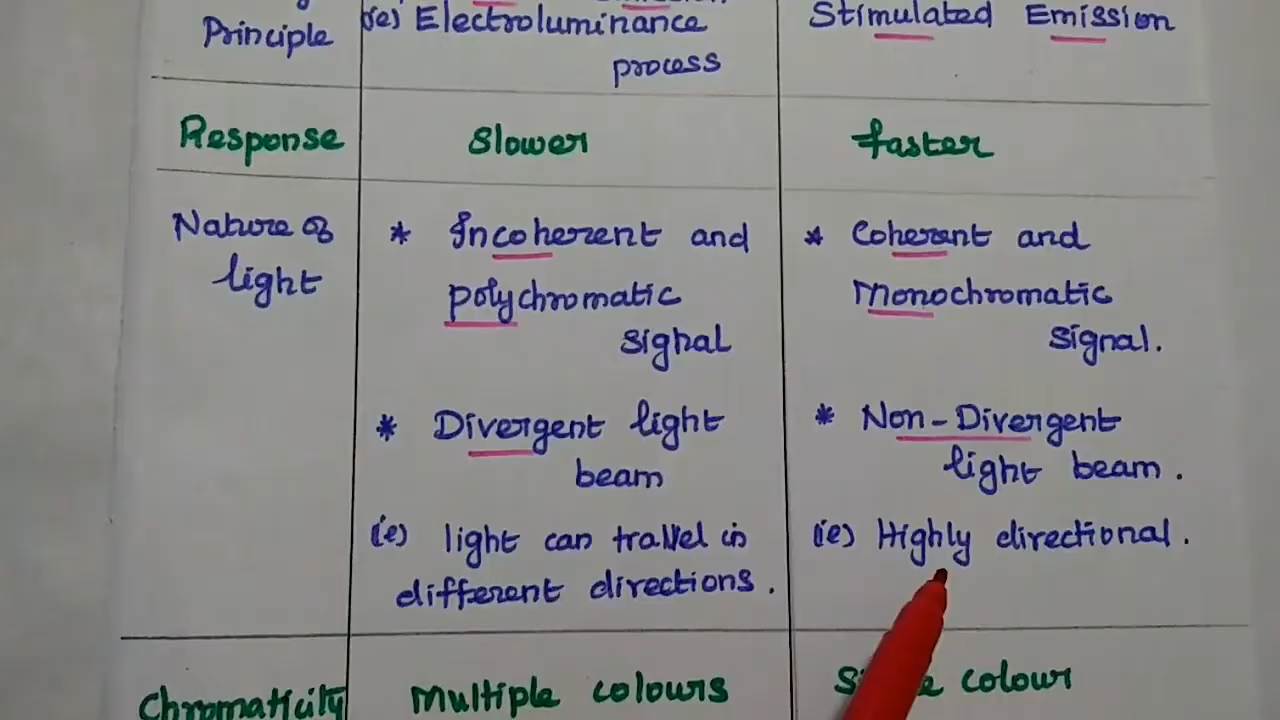 Principle
(ie) Electroluminance
process
Stimulated Emission
Response
Slower
faster
Nature of
light
* Incoherent and
polychromatic
signal
* Divergent light
beam
(ie) light can travel in
different directions.
* Coherent and
Monochromatic
signal.
* Non-Divergent
light beam.
(ie) Highly directional.
Chromaticity
Multiple colours
colour